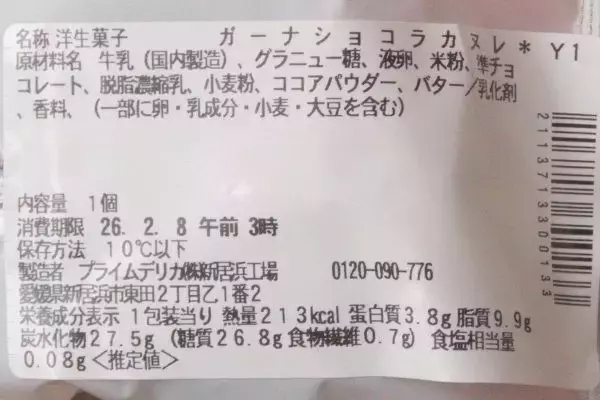 名称 洋生菓子 ガーナショコラカヌレ* Y1
原材料名 牛乳(国内製造)、グラニュー糖、液卵、米粉、準チョ
コレート、脱脂濃縮乳、小麦粉、ココアパウダー、バター/乳化剤
、香料、(一部に卵・乳成分・小麦・大豆を含む)
2113713300133
内容量 1個
消費期限 26. 2. 8 午前 3時
保存方法 10℃以下
製造者 プライムデリカ㈱新居浜工場 0120-090-776
愛媛県新居浜市東田2丁目乙1番2
栄養成分表示 1包装当り 熱量213kcal 蛋白質3.8g 脂質9.9g
炭水化物27.5g (糖質26.8g 食物繊維0.7g) 食塩相当量
0.08g<推定値>